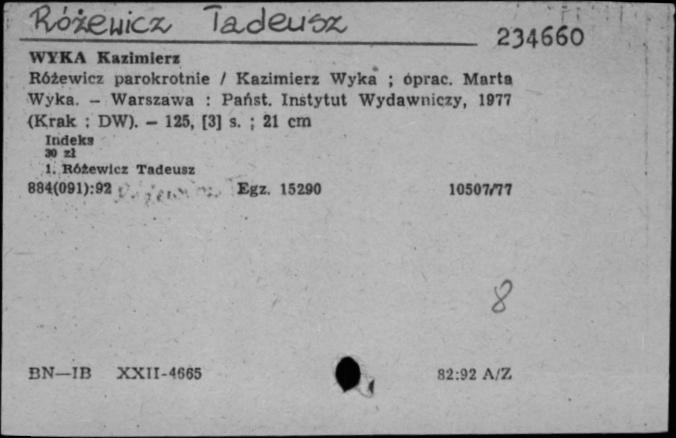 Różewicz Tadeusz
234660
WYKA Kazimierz
Różewicz parokrotnie / Kazimierz Wyka ; oprac. Marta
Wyka. — Warszawa : Państ. Instytut Wydawniczy, 1977
(Krak ; DW). — 125, [3] s. ; 21 cm
Indeks
30 zł
1. Różewicz Tadeusz
884(091):92 Egz. 15290 10507/77
8
BN—IB XXII-4665 82:92 A/Z